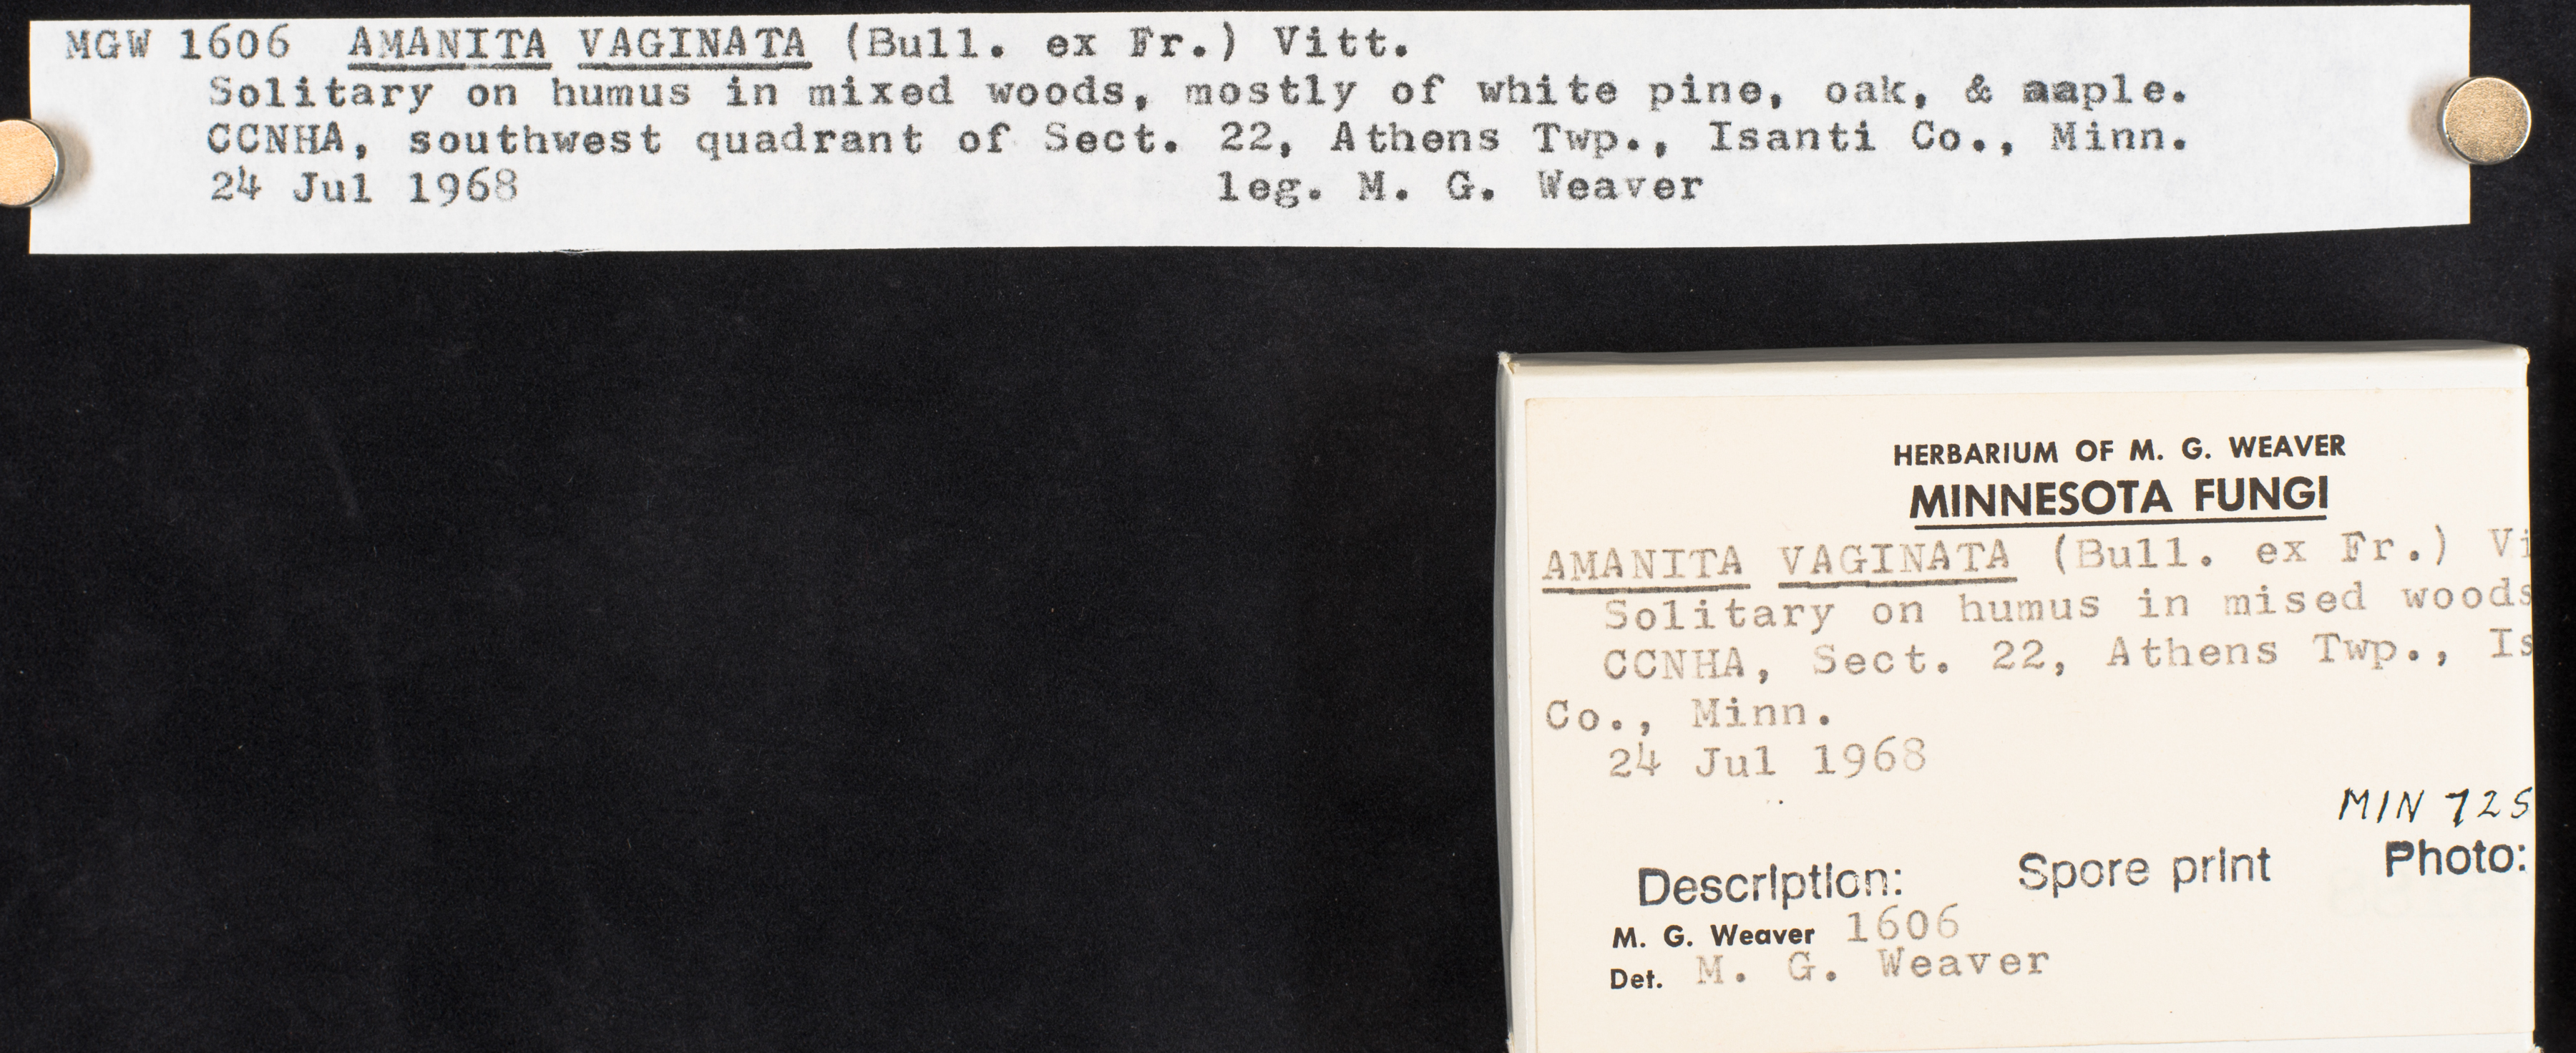 MGW 1606 AMANITA VAGINATA (Bull. ex Fr.) Vitt.
Solitary on humus in mixed woods, mostly of white pine, oak, & aaple.
CCNHA, southwest quadrant of Sect. 22, Athens Twp., Isanti Co., Minn.
24 Jul 1968 leg. M. G. Weaver
HERBARIUM OF M. G. WEAVER
MINNESOTA FUNGI
AMANITA VAGINATA (Bull. ex Fr.) Vi
Solitary on humus in mised woods
CCNHA, Sect. 22, Athens Twp., Is
Co., Minn.
24 Jul 1968
MIN 725
Description: Spore print Photo:
M. G. Weaver 1606
Det. M. G. Weaver